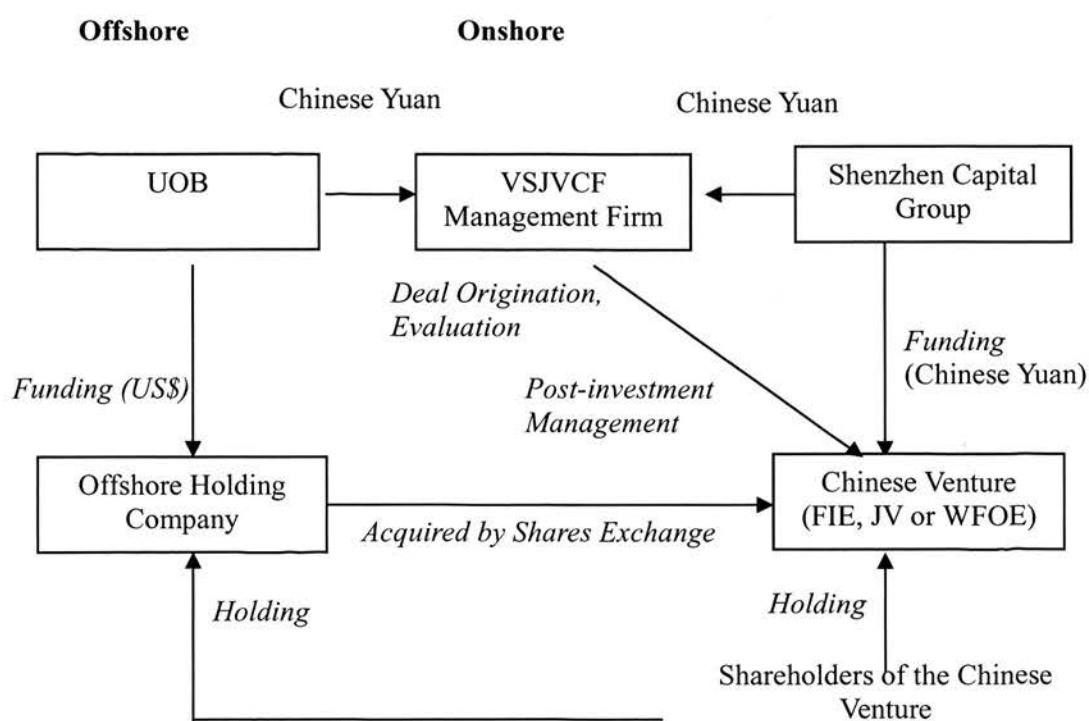 Offshore
Onshore
Chinese Yuan
Chinese Yuan
UOB
VSJVCF
Management Firm
Shenzhen Capital
Group
Deal Origination,
Evaluation
Funding
(Chinese Yuan)
Funding (US$)
Post-investment
Management
Offshore Holding
Company
Acquired by Shares Exchange
Chinese Venture
(FIE, JV or WFOE)
Holding
Holding
Shareholders of the Chinese
Venture